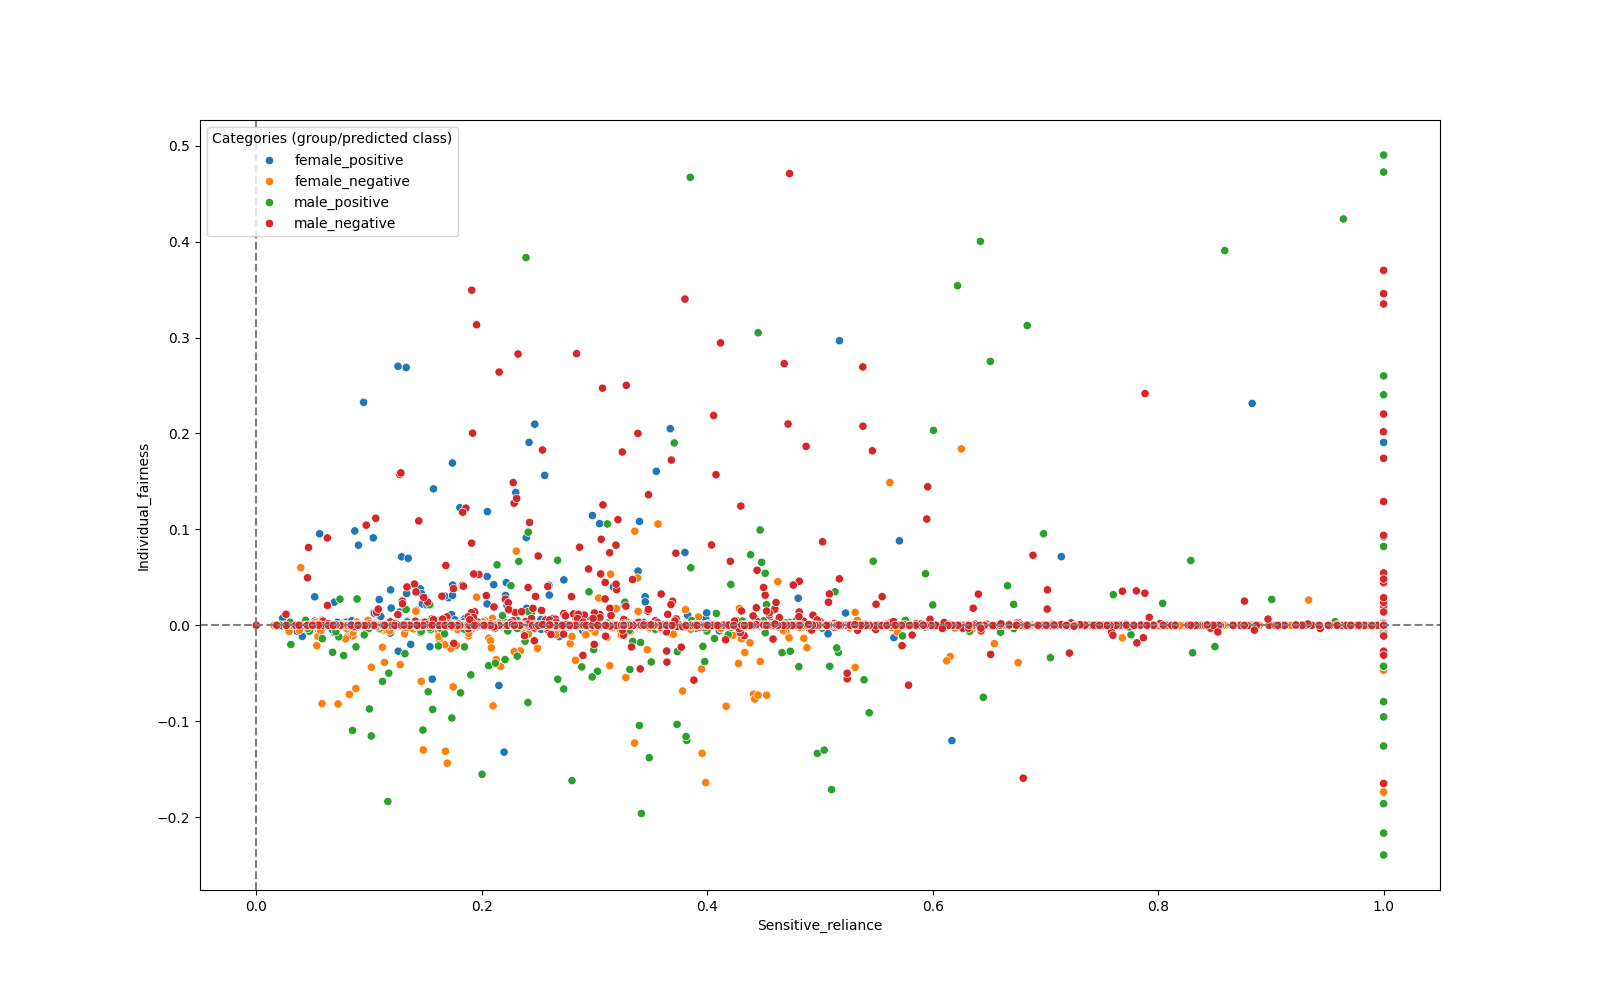 Categories (group/predicted class)
female_positive
female_negative
male_positive
male_negative
0.5
0.4
0.3
0.2
0.1
0.0
−0.1
−0.2
Individual_fairness
0.0 0.2 0.4 0.6 0.8 1.0
Sensitive_reliance